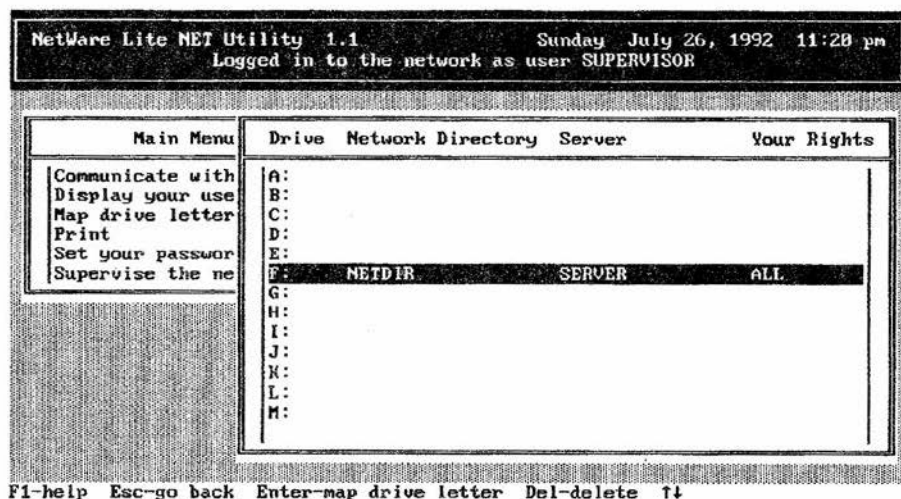 NetWare Lite NET Utility 1.1 Sunday July 26, 1992 11:20 pm
Logged in to the network as user SUPERVISOR
Main Menu
Communicate with
Display your use
Map drive letter
Print
Set your passwor
Supervise the ne
Drive Network Directory Server Your Rights
A:
B:
C:
D:
E:
F: NETDIR SERVER ALL
G:
H:
I:
J:
K:
L:
M:
F1-help Esc-go back Enter-map drive letter Del-delete ↑↓